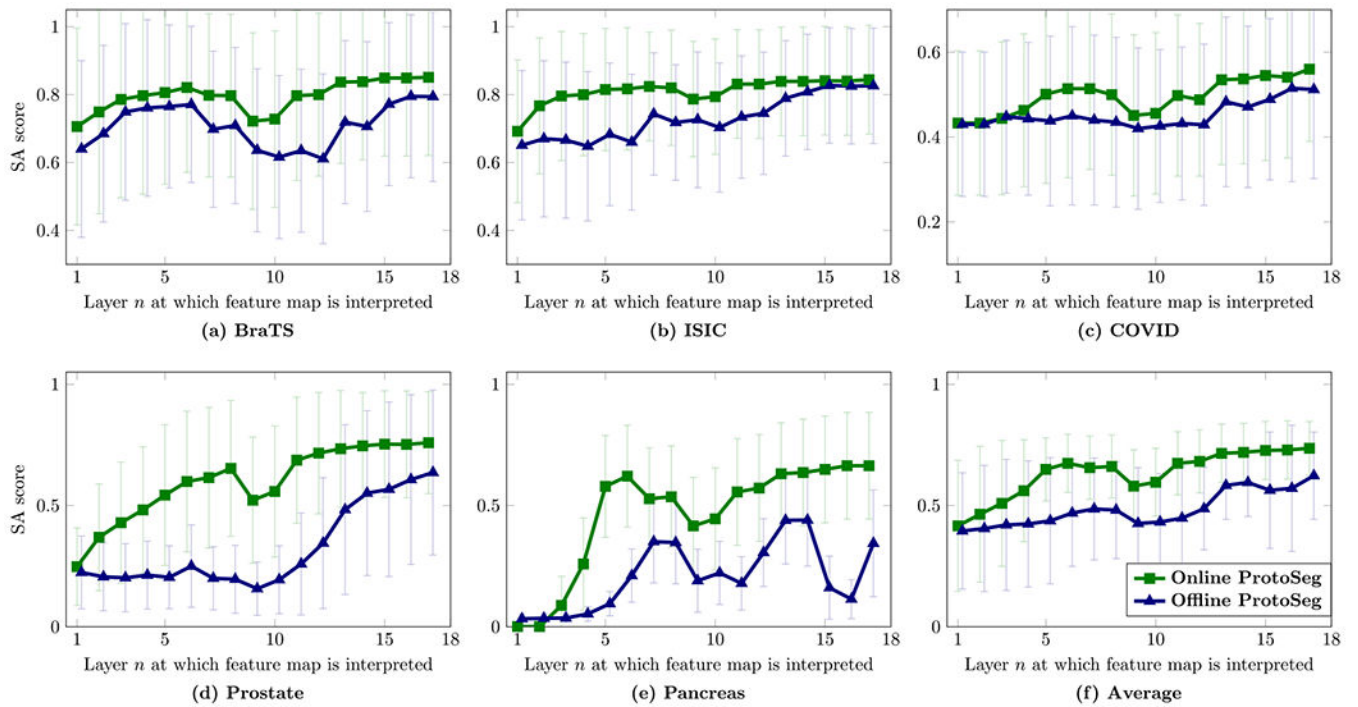 1
0.8
0.6
0.4
SA score
1 5 10 15 18
Layer n at which feature map is interpreted
(a) BraTS
1
0.8
0.6
0.4
1 5 10 15 18
Layer n at which feature map is interpreted
(b) ISIC
0.6
0.4
0.2
1 5 10 15 18
Layer n at which feature map is interpreted
(c) COVID
1
0.5
0
SA score
1 5 10 15 18
Layer n at which feature map is interpreted
(d) Prostate
1
0.5
0
1 5 10 15 18
Layer n at which feature map is interpreted
(e) Pancreas
1
0.5
0
Online ProtoSeg
Offline ProtoSeg
1 5 10 15 18
Layer n at which feature map is interpreted
(f) Average